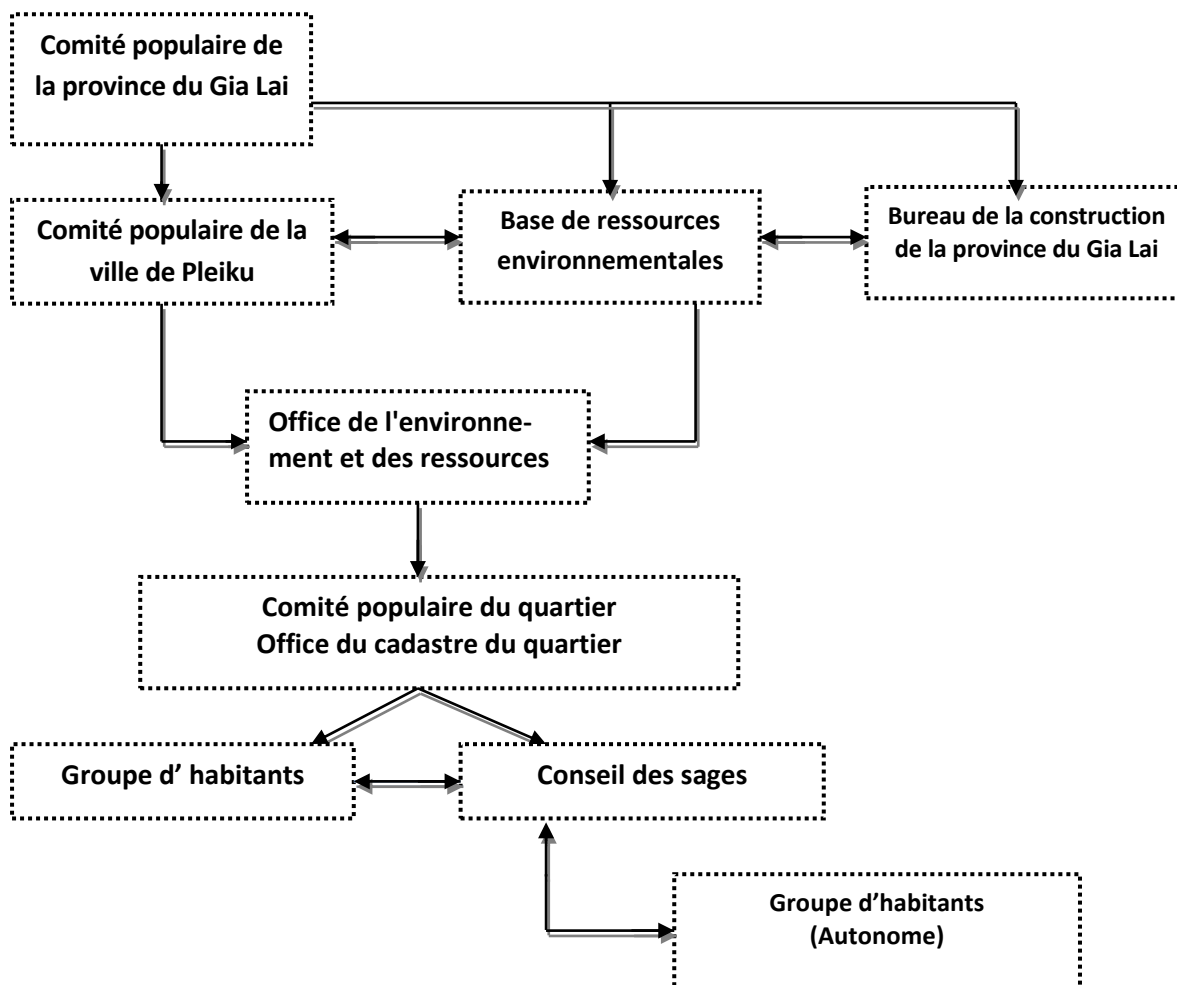 Comité populaire de
la province du Gia Lai
Comité populaire de la
ville de Pleiku
Base de ressources
environnementales
Bureau de la construction
de la province du Gia Lai
Office de l'environne-
ment et des ressources
Comité populaire du quartier
Office du cadastre du quartier
Groupe d’ habitants
Conseil des sages
Groupe d’habitants
(Autonome)